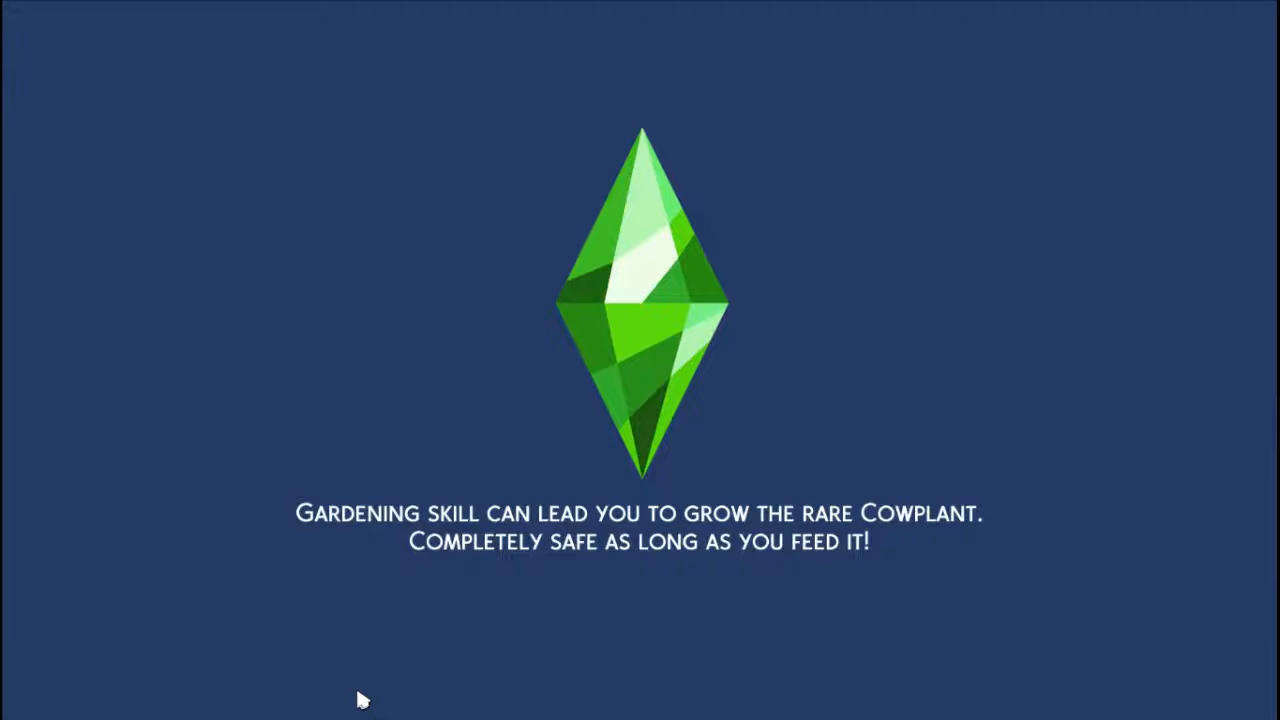 Gardening skill can lead you to grow the rare Cowplant.
Completely safe as long as you feed it!